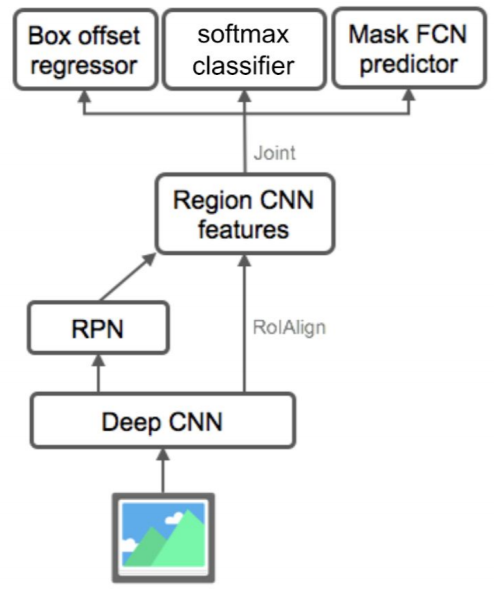 Box offset
regressor
softmax
classifier
Mask FCN
predictor
Joint
Region CNN
features
RPN
RoIAlign
Deep CNN